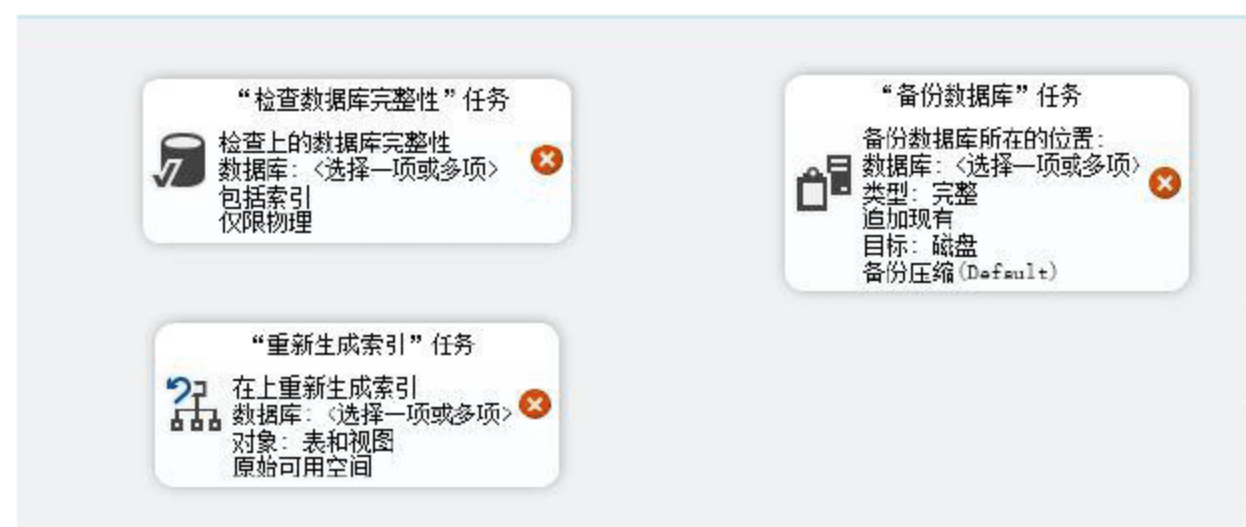 “检查数据库完整性”任务
检查上的数据库完整性
数据库：<选择一项或多项>
包括索引
仅限物理
“备份数据库”任务
备份数据库所在的位置：
数据库：<选择一项或多项>
类型：完整
追加现有
目标：磁盘
备份压缩(Default)
“重新生成索引”任务
在上重新生成索引
数据库：<选择一项或多项>
对象：表和视图
原始可用空间